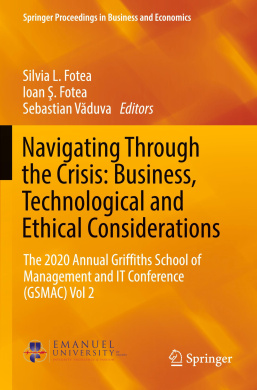 Springer Proceedings in Business and Economics
Silvia L. Fotea
Ioan Ş. Fotea
Sebastian Văduva Editors
Navigating Through
the Crisis: Business,
Technological and
Ethical Considerations
The 2020 Annual Griffiths School of
Management and IT Conference
(GSMAC) Vol 2
EMANUEL
UNIVERSITY
Springer